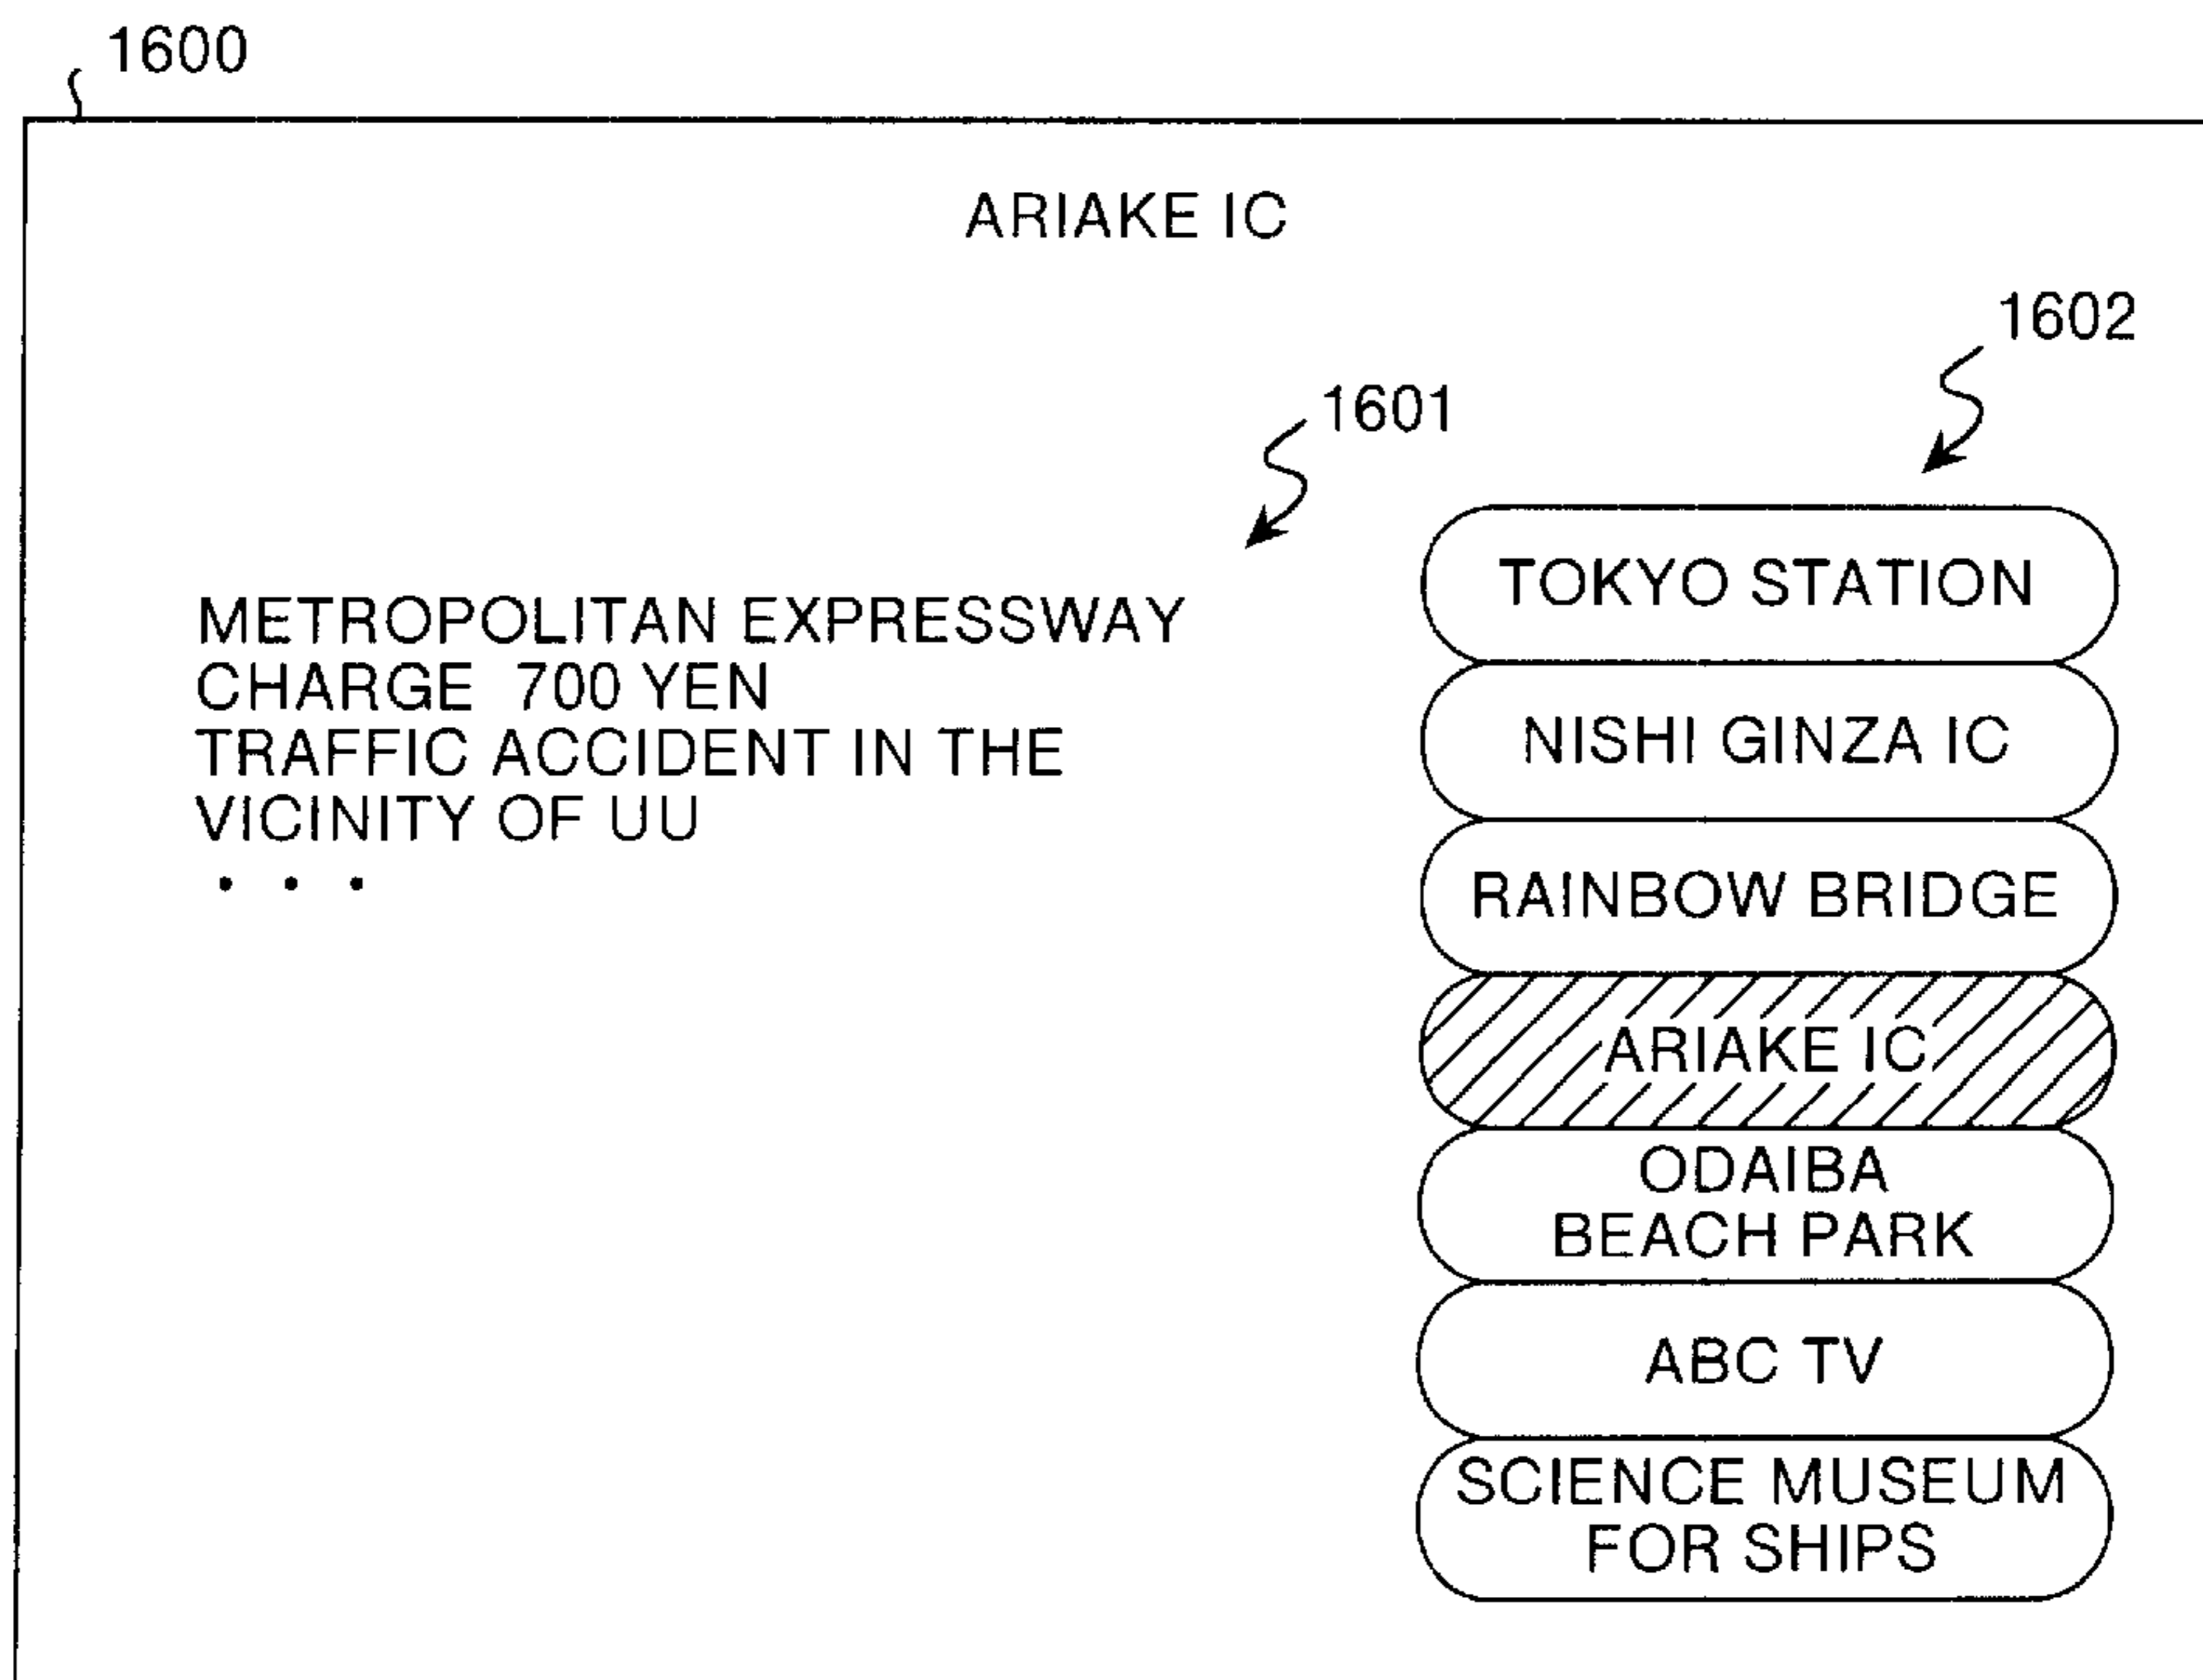 1600
ARIAKE IC
1602
1601
METROPOLITAN EXPRESSWAY
CHARGE 700 YEN
TRAFFIC ACCIDENT IN THE
VICINITY OF UU
• • •
TOKYO STATION
NISHI GINZA IC
RAINBOW BRIDGE
ARIAKE IC
ODAIBA
BEACH PARK
ABC TV
SCIENCE MUSEUM
FOR SHIPS